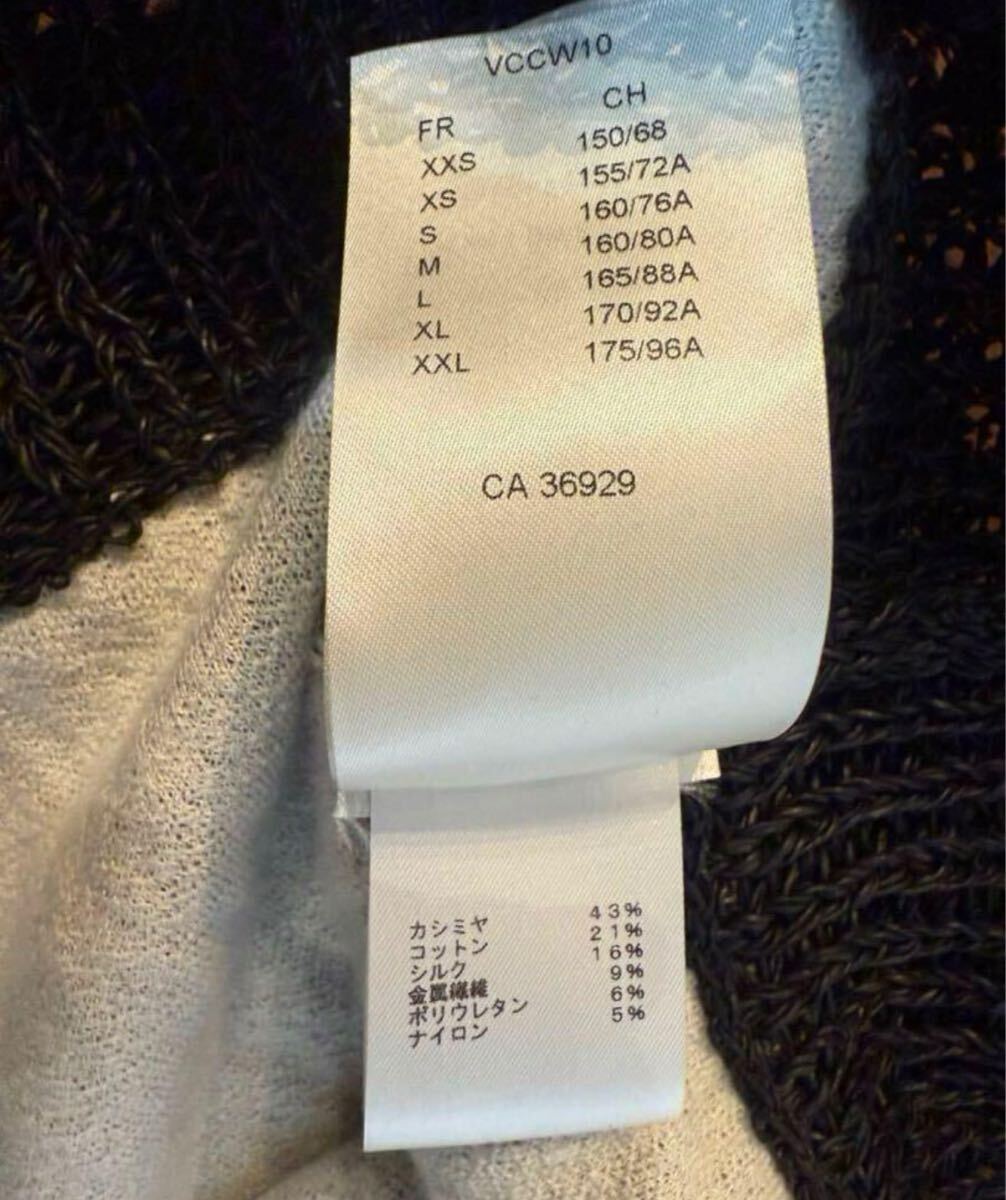 VCCW10
FR CH
XXS 150/68
XS 155/72A
S 160/76A
M 160/80A
L 165/88A
XL 170/92A
XXL 175/96A
CA 36929
カシミヤ 43%
コットン 21%
シルク 16%
金属繊維 9%
ポリウレタン 6%
ナイロン 5%